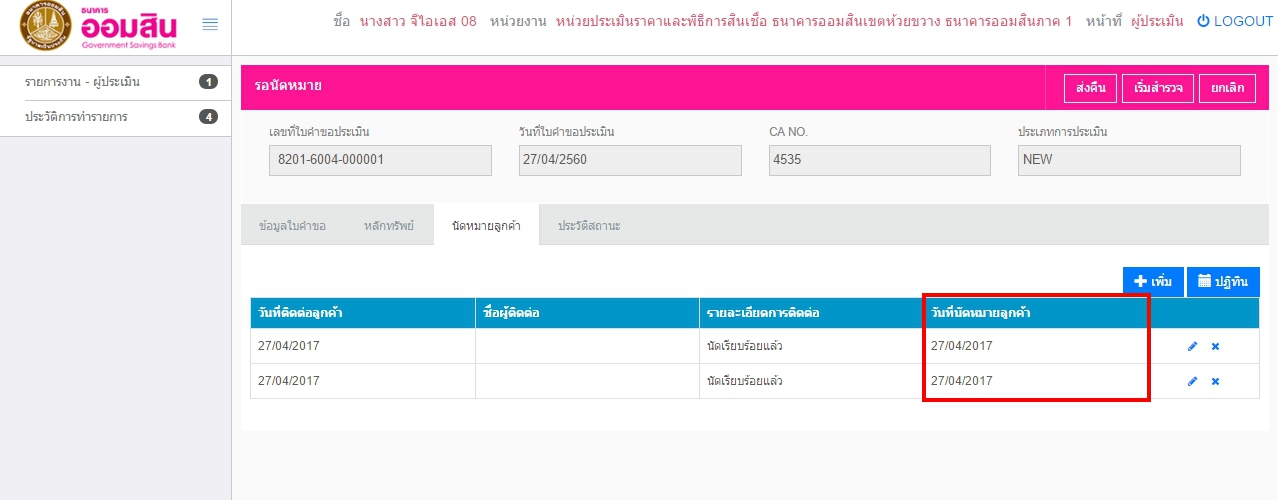 ธนาคาร
ออมสิน
Government Savings Bank
ชื่อ นางสาว จีไอเอส 08 หน่วยงาน หน่วยประเมินราคาและพิธีการสินเชื่อ ธนาคารออมสินเขตห้วยขวาง ธนาคารออมสินภาค 1 หน้าที่ ผู้ประเมิน LOGOUT
รายการงาน - ผู้ประเมิน 1
ประวัติการทำรายการ 4
รอนัดหมาย ส่งคืน เริ่มสำรวจ ยกเลิก
เลขที่ใบคำขอประเมิน วันที่ใบคำขอประเมิน CA NO. ประเภทการประเมิน
8201-6004-000001 27/04/2560 4535 NEW
ข้อมูลใบคำขอ หลักทรัพย์ นัดหมายลูกค้า ประวัติสถานะ
เพิ่ม ปฏิทิน
วันที่ติดต่อลูกค้า ชื่อผู้ติดต่อ รายละเอียดการติดต่อ วันที่นัดหมายลูกค้า
27/04/2017 นัดเรียบร้อยแล้ว 27/04/2017
27/04/2017 นัดเรียบร้อยแล้ว 27/04/2017